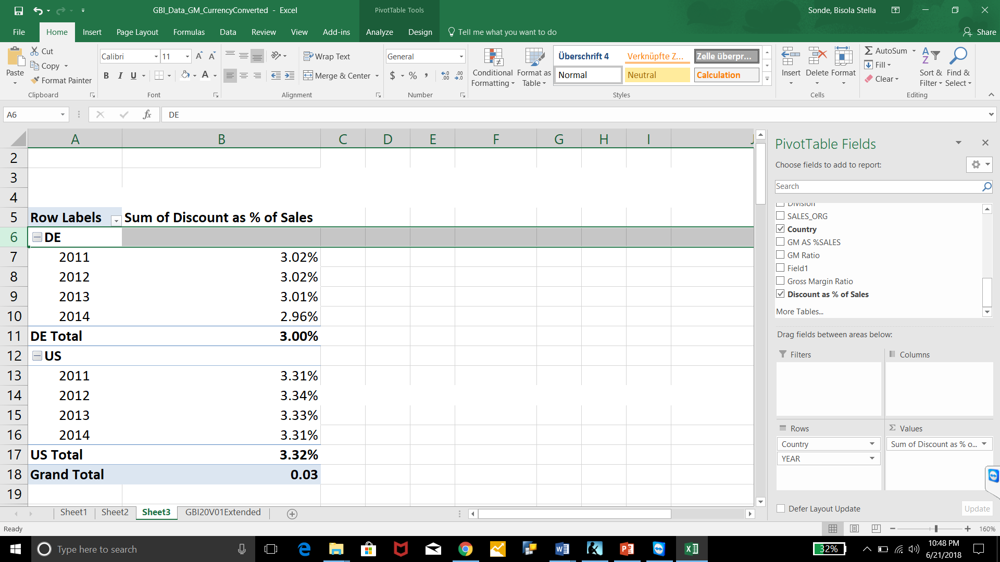 GBI_Data_GM_CurrencyConverted - Excel
PivotTable Tools
Sonde, Bisola Stella
File Home Insert Page Layout Formulas Data Review View Add-ins Analyze Design Tell me what you want to do Share
Paste
Cut
Copy
Format Painter
Clipboard
Calibri 11
B I U A
Font
Wrap Text
Merge & Center
Alignment
General
$ % ,
Number
Conditional Formatting
Format as Table
Überschrift 4 Verknüpfte Z... Zelle überpr...
Normal Neutral Calculation
Styles
Insert Delete Format
Cells
AutoSum
Fill
Clear
Sort & Filter
Find & Select
Editing
A6 fx DE
A B C D E F G H I J
2
3
4
5 Row Labels Sum of Discount as % of Sales
6 DE
7 2011 3.02%
8 2012 3.02%
9 2013 3.01%
10 2014 2.96%
11 DE Total 3.00%
12 US
13 2011 3.31%
14 2012 3.34%
15 2013 3.33%
16 2014 3.31%
17 US Total 3.32%
18 Grand Total 0.03
19
PivotTable Fields
Choose fields to add to report:
Search
Division
SALES_ORG
Country
GM AS %SALES
GM Ratio
Field1
Gross Margin Ratio
Discount as % of Sales
More Tables...
Drag fields between areas below:
Filters Columns
Rows Values
Country Sum of Discount as % o...
YEAR
Defer Layout Update Update
Sheet1 Sheet2 Sheet3 GBI20V01Extended
Ready 160%
Type here to search
32%
10:48 PM
6/21/2018